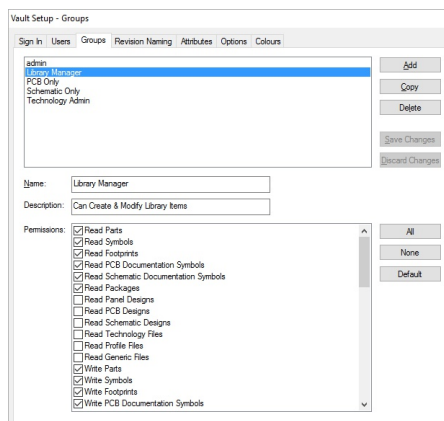 Vault Setup - Groups
Sign In Users Groups Revision Naming Attributes Options Colours
admin
Library Manager
PCB Only
Schematic Only
Technology Admin
Add
Copy
Delete
Save Changes
Discard Changes
Name: Library Manager
Description: Can Create & Modify Library Items
Permissions:
Read Parts
Read Symbols
Read Footprints
Read PCB Documentation Symbols
Read Schematic Documentation Symbols
Read Packages
Read Panel Designs
Read PCB Designs
Read Schematic Designs
Read Technology Files
Read Profile Files
Read Generic Files
Write Parts
Write Symbols
Write Footprints
Write PCB Documentation Symbols
All
None
Default